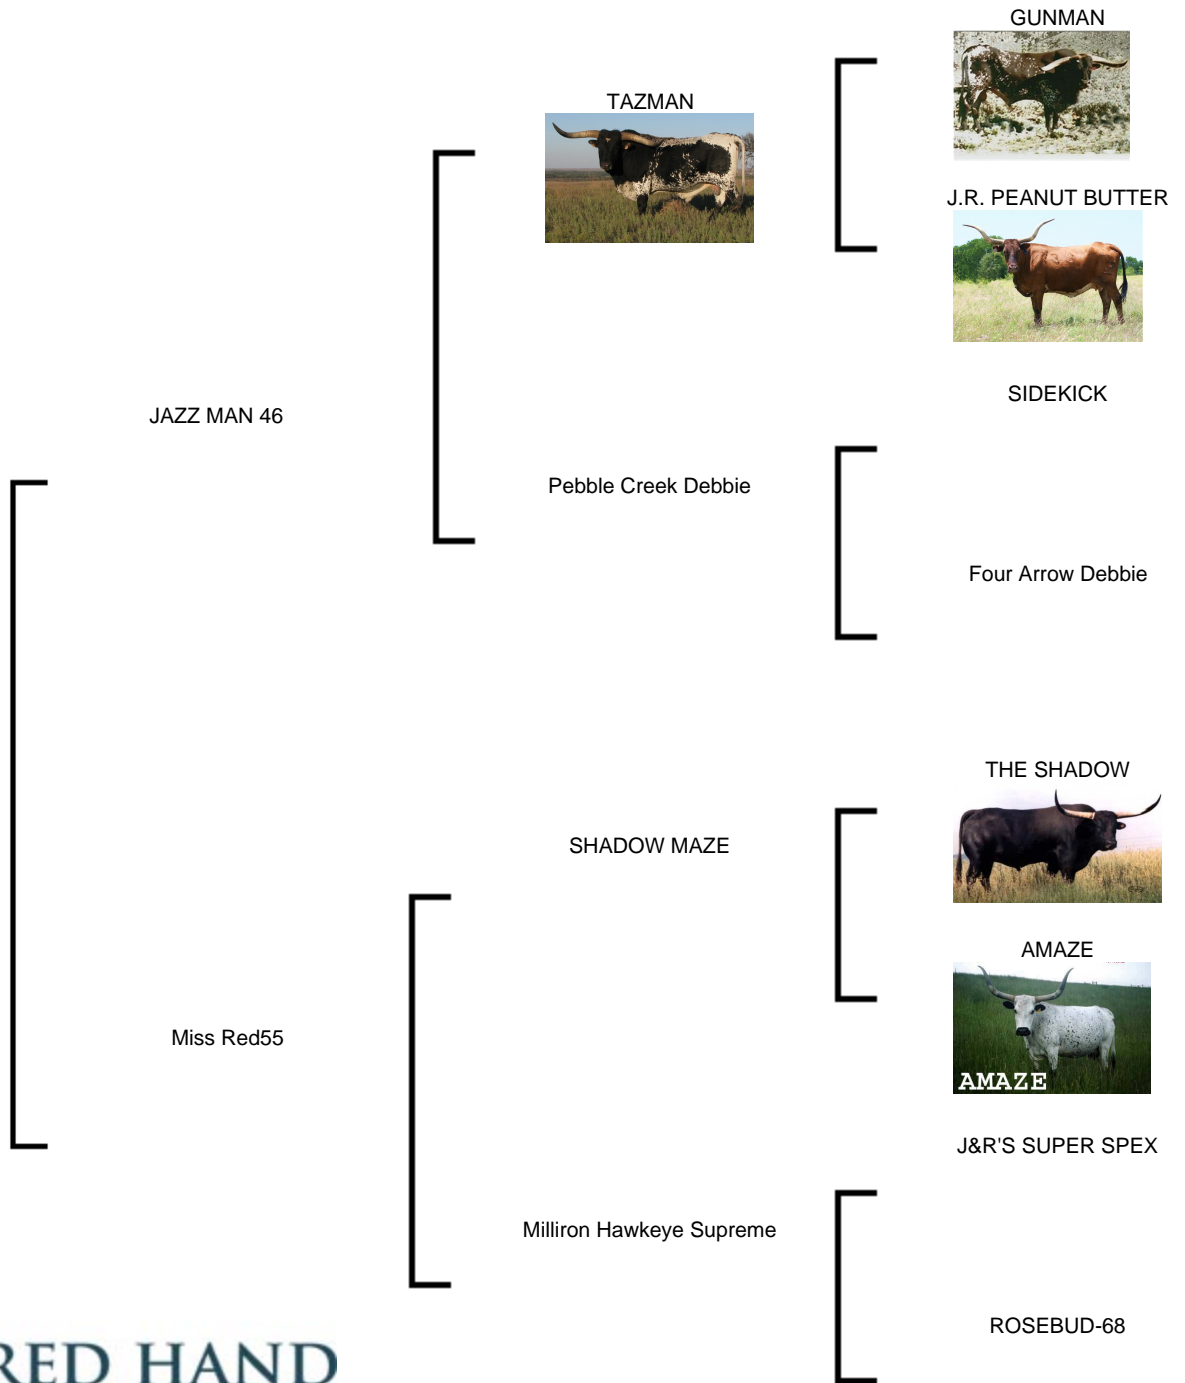 GUNMAN
TAZMAN
J.R. PEANUT BUTTER
SIDEKICK
JAZZ MAN 46
Pebble Creek Debbie
Four Arrow Debbie
THE SHADOW
SHADOW MAZE
AMAZE
AMAZE
Miss Red55
J&R'S SUPER SPEX
Milliron Hawkeye Supreme
ROSEBUD-68
RED HAND